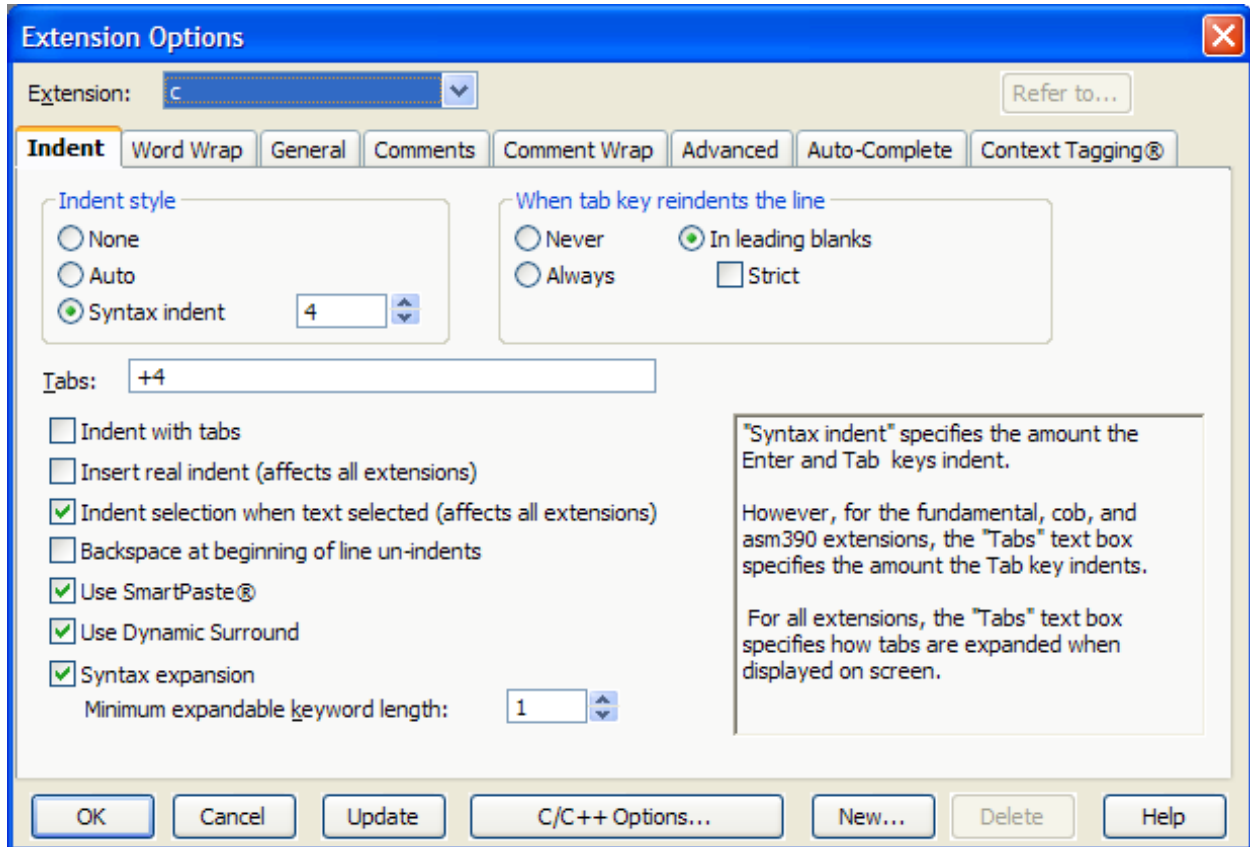 Extension Options
Extension: c Refer to...
Indent Word Wrap General Comments Comment Wrap Advanced Auto-Complete Context Tagging®
Indent style
None
Auto
Syntax indent 4
When tab key reindents the line
Never In leading blanks
Always Strict
Tabs: +4
Indent with tabs
Insert real indent (affects all extensions)
Indent selection when text selected (affects all extensions)
Backspace at beginning of line un-indents
Use SmartPaste®
Use Dynamic Surround
Syntax expansion
Minimum expandable keyword length: 1
"Syntax indent" specifies the amount the
Enter and Tab keys indent.
However, for the fundamental, cob, and
asm390 extensions, the "Tabs" text box
specifies the amount the Tab key indents.
For all extensions, the "Tabs" text box
specifies how tabs are expanded when
displayed on screen.
OK Cancel Update C/C++ Options... New... Delete Help